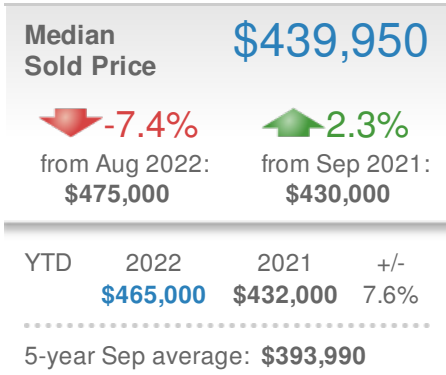 Median $439,950
Sold Price
-7.4% 2.3%
from Aug 2022: from Sep 2021:
$475,000 $430,000
YTD 2022 2021 +/-
$465,000 $432,000 7.6%
5-year Sep average: $393,990